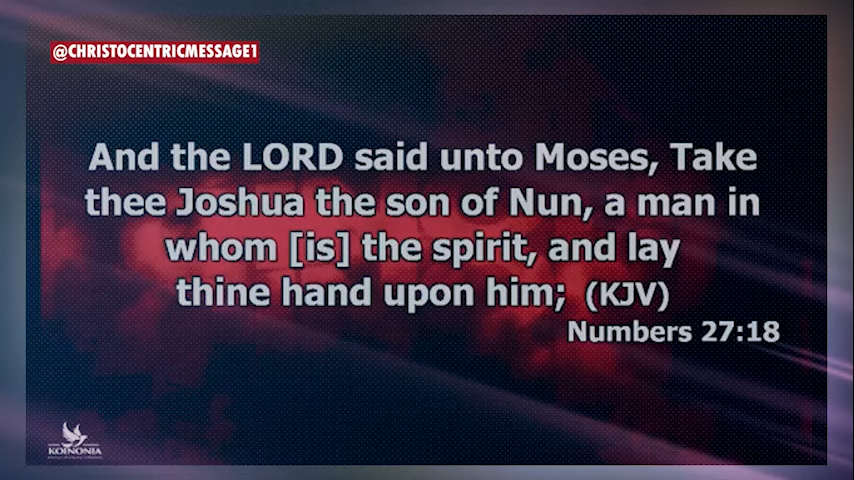 @CHRISTOCENTRICMESSAGE1
And the LORD said unto Moses, Take
thee Joshua the son of Nun, a man in
whom [is] the spirit, and lay
thine hand upon him; (KJV)
Numbers 27:18
KOINONIA